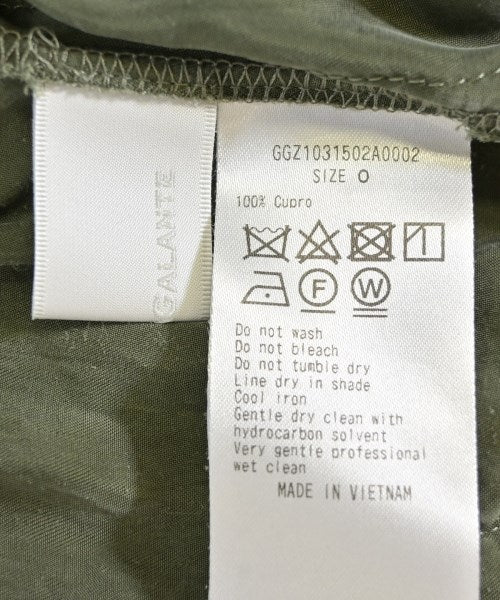 GGZ1031502A0002
SIZE O
100% Cupro
F
W
Do not wash
Do not bleach
Do not tumble dry
Line dry in shade
Cool iron
Gentle dry clean with
hydrocarbon solvent
Very gentle professional
wet clean
MADE IN VIETNAM
GALANTE